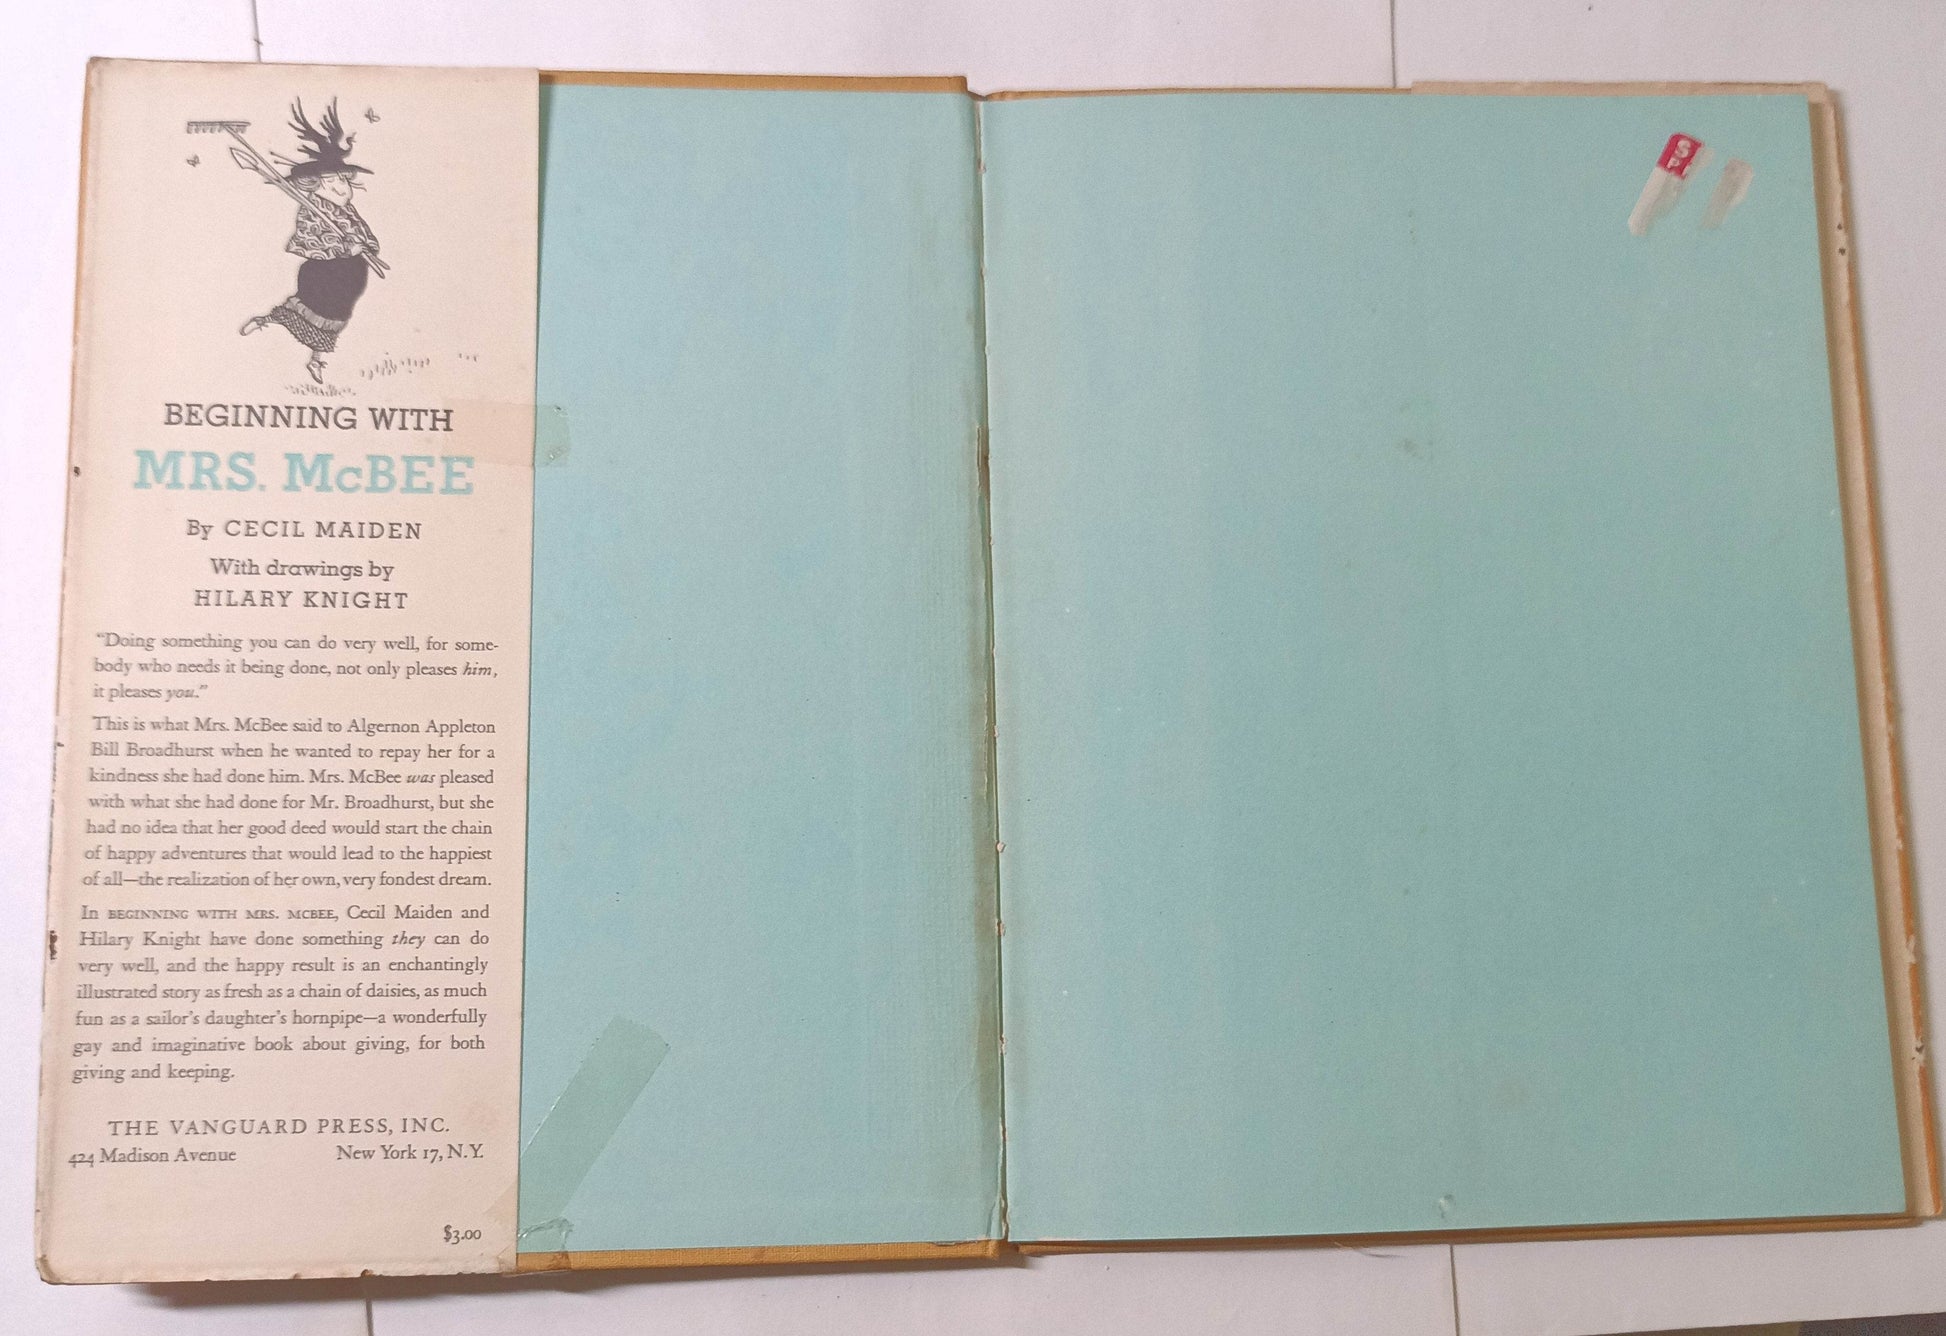 BEGINNING WITH
MRS. McBEE
By CECIL MAIDEN
With drawings by
HILARY KNIGHT
“Doing something you can do very well, for some-
body who needs it being done, not only pleases him,
it pleases you.”
This is what Mrs. McBee said to Algernon Appleton
Bill Broadhurst when he wanted to repay her for a
kindness she had done him. Mrs. McBee was pleased
with what she had done for Mr. Broadhurst, but she
had no idea that her good deed would start the chain
of happy adventures that would lead to the happiest
of all—the realization of her own, very fondest dream.
In BEGINNING WITH MRS. MCBEE, Cecil Maiden and
Hilary Knight have done something they can do
very well, and the happy result is an enchantingly
illustrated story as fresh as a chain of daisies, as much
fun as a sailor’s daughter’s hornpipe—a wonderfully
gay and imaginative book about giving, for both
giving and keeping.
THE VANGUARD PRESS, INC.
424 Madison Avenue New York 17, N.Y.
$3.00
S
P